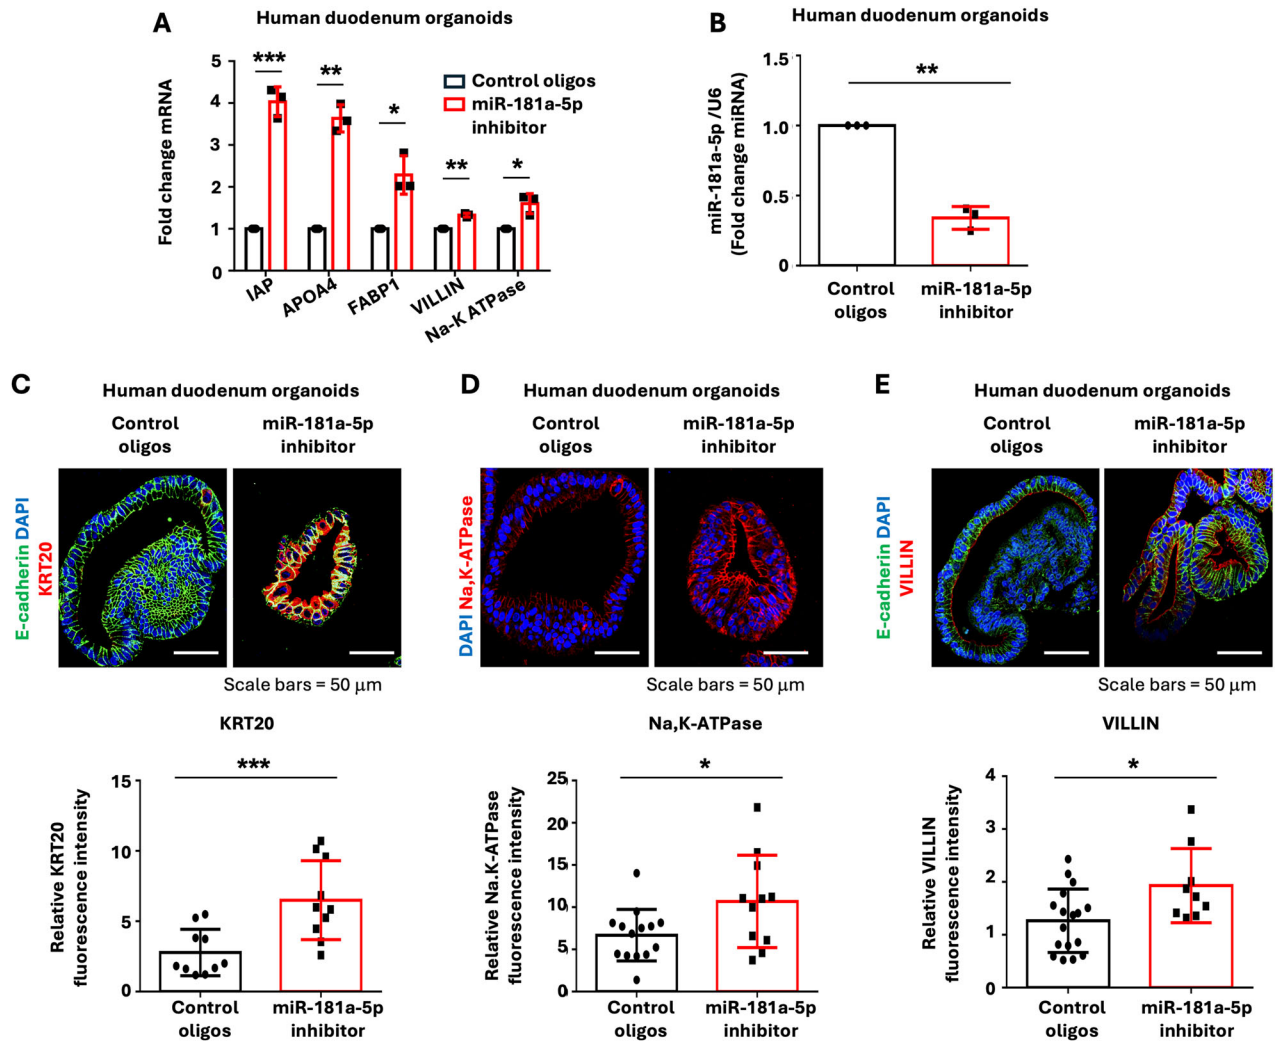 A
Human duodenum organoids
Fold change mRNA
5
4
3
2
1
0
***
**
*
**
*
Control oligos
miR-181a-5p
inhibitor
IAP
APOA4
FABP1
VILLIN
Na-K ATPase
B
Human duodenum organoids
miR-181a-5p /U6
(Fold change miRNA)
1.5
1.0
0.5
0
**
Control
oligos
miR-181a-5p
inhibitor
C
Human duodenum organoids
Control
oligos
miR-181a-5p
inhibitor
E-cadherin DAPI
KRT20
Scale bars = 50 μm
KRT20
Relative KRT20
fluorescence intensity
15
10
5
0
***
Control
oligos
miR-181a-5p
inhibitor
D
Human duodenum organoids
Control
oligos
miR-181a-5p
inhibitor
DAPI Na,K-ATPase
Scale bars = 50 μm
Na,K-ATPase
Relative Na.K-ATPase
fluorescence intensity
25
20
15
10
5
0
*
Control
oligos
miR-181a-5p
inhibitor
E
Human duodenum organoids
Control
oligos
miR-181a-5p
inhibitor
E-cadherin DAPI
VILLIN
Scale bars = 50 μm
VILLIN
Relative VILLIN
fluorescence intensity
4
3
2
1
0
*
Control
oligos
miR-181a-5p
inhibitor